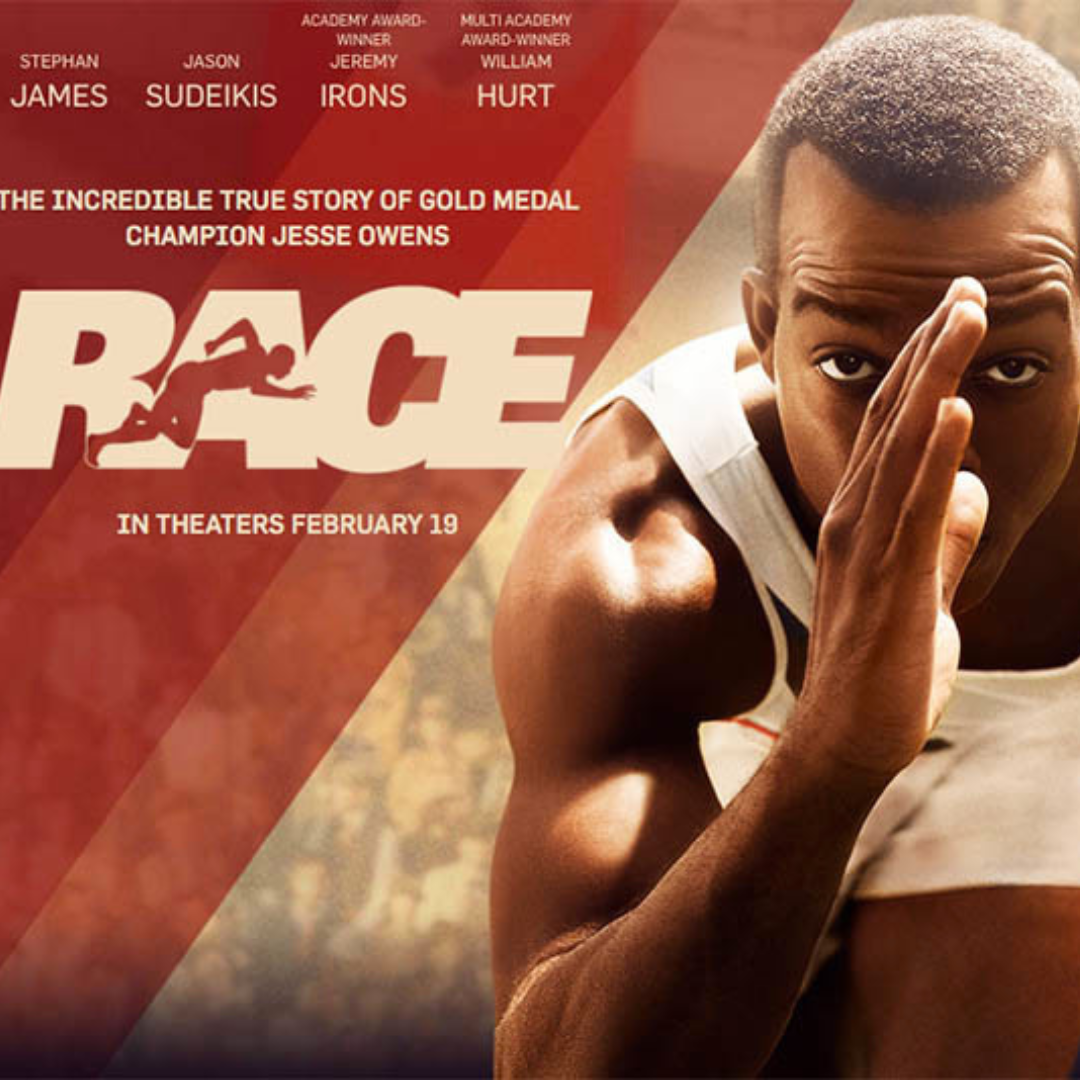 ACADEMY AWARD- MULTI ACADEMY
WINNER AWARD-WINNER
STEPHAN JASON JEREMY WILLIAM
JAMES SUDEIKIS IRONS HURT
THE INCREDIBLE TRUE STORY OF GOLD MEDAL
CHAMPION JESSE OWENS
RACE
IN THEATERS FEBRUARY 19